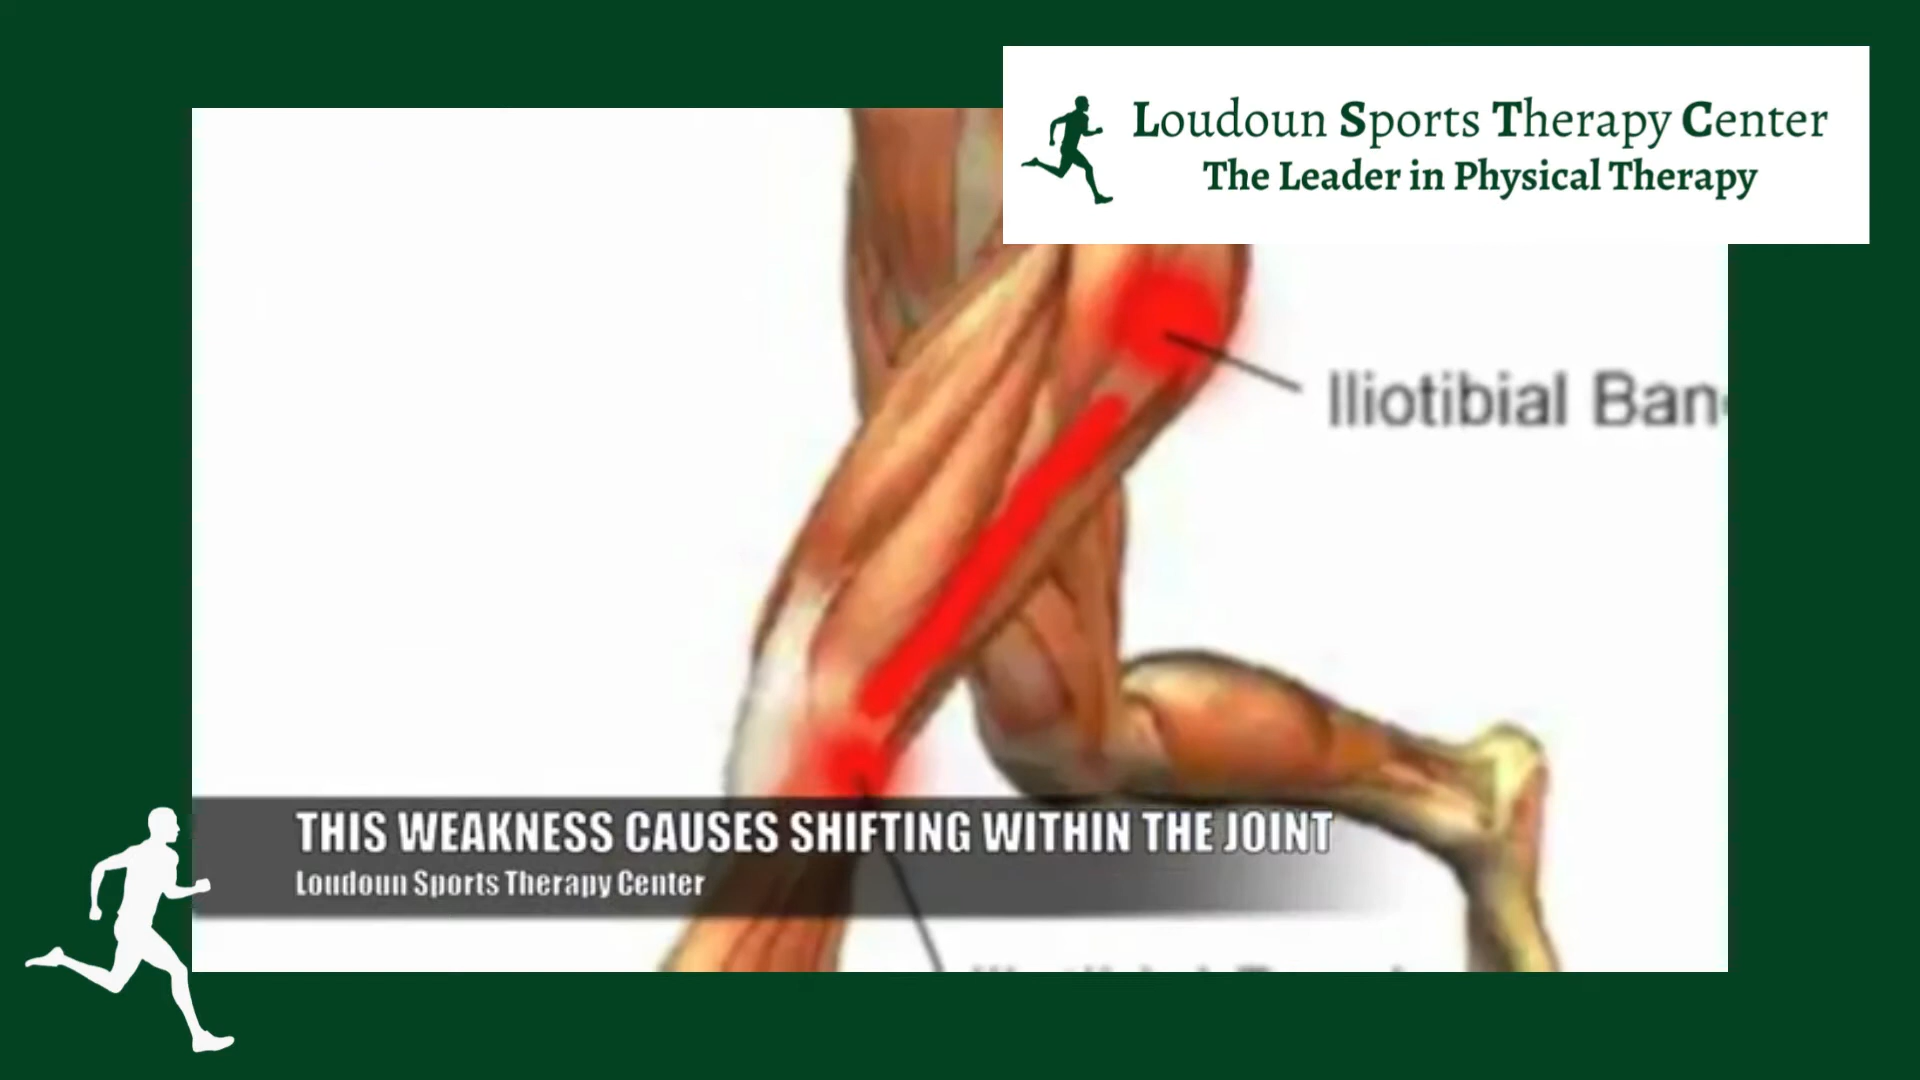 Loudoun Sports Therapy Center
The Leader in Physical Therapy
Iliotibial Ban
THIS WEAKNESS CAUSES SHIFTING WITHIN THE JOINT
Loudoun Sports Therapy Center